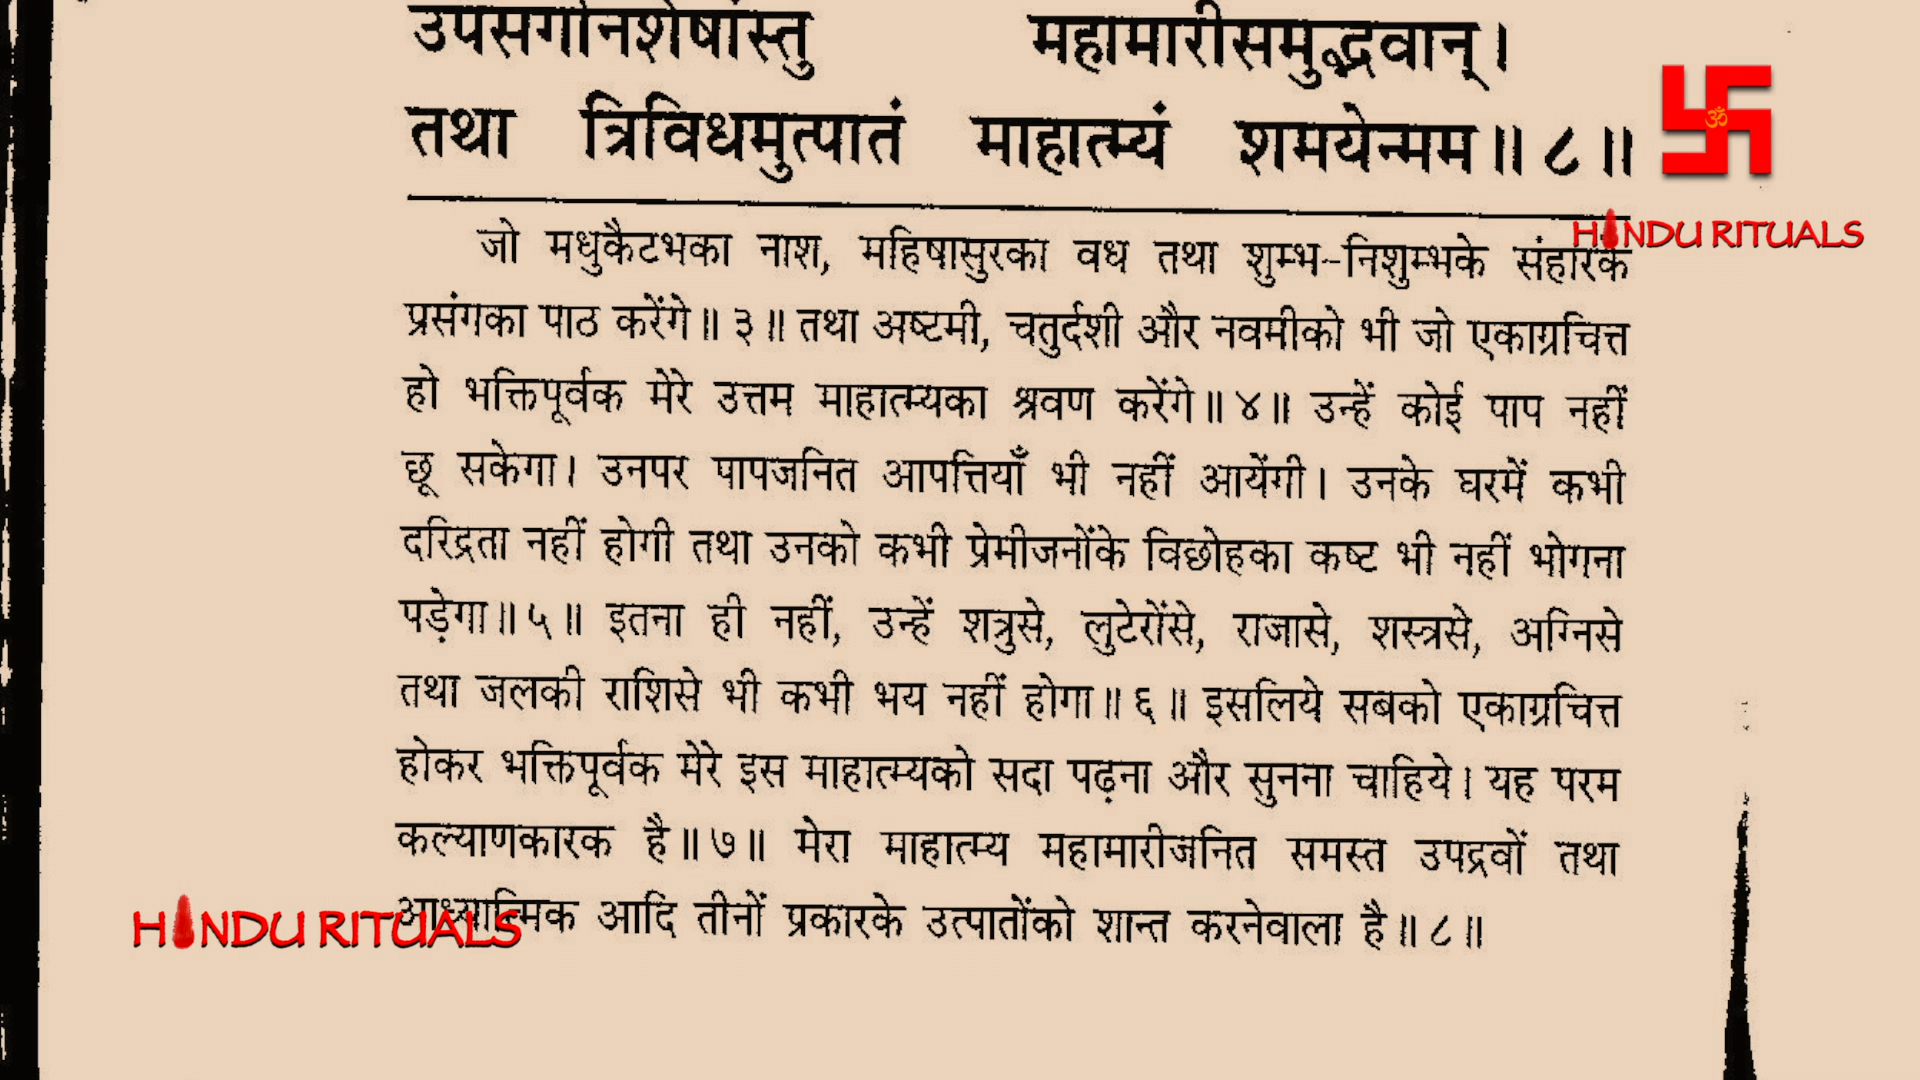 उपसर्गानशेषांस्तु महामारीसमुद्भवान्।
तथा त्रिविधमुत्पातं माहात्म्यं शमयेन्मम॥ ८॥
ॐ
HINDU RITUALS
जो मधुकैटभका नाश, महिषासुरका वध तथा शुम्भ-निशुम्भके संहारके
प्रसंगका पाठ करेंगे॥ ३॥ तथा अष्टमी, चतुर्दशी और नवमीको भी जो एकाग्रचित्त
हो भक्तिपूर्वक मेरे उत्तम माहात्म्यका श्रवण करेंगे॥ ४॥ उन्हें कोई पाप नहीं
छू सकेगा। उनपर पापजनित आपत्तियाँ भी नहीं आयेंगी। उनके घरमें कभी
दरिद्रता नहीं होगी तथा उनको कभी प्रेमीजनोंके विछोहका कष्ट भी नहीं भोगना
पड़ेगा॥ ५॥ इतना ही नहीं, उन्हें शत्रुसे, लुटेरोंसे, राजासे, शस्त्रसे, अग्निसे
तथा जलकी राशिसे भी कभी भय नहीं होगा॥ ६॥ इसलिये सबको एकाग्रचित्त
होकर भक्तिपूर्वक मेरे इस माहात्म्यको सदा पढ़ना और सुनना चाहिये। यह परम
कल्याणकारक है॥ ७॥ मेरा माहात्म्य महामारीजनित समस्त उपद्रवों तथा
आध्यात्मिक आदि तीनों प्रकारके उत्पातोंको शान्त करनेवाला है॥ ८॥
HINDU RITUALS